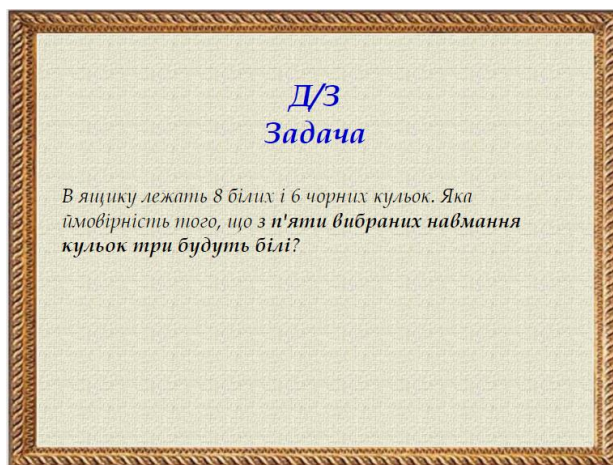 Д/З
Задача
В ящику лежать 8 білих і 6 чорних кульок. Яка
ймовірність того, що з п'яти вибраних навмання
кульок три будуть білі?